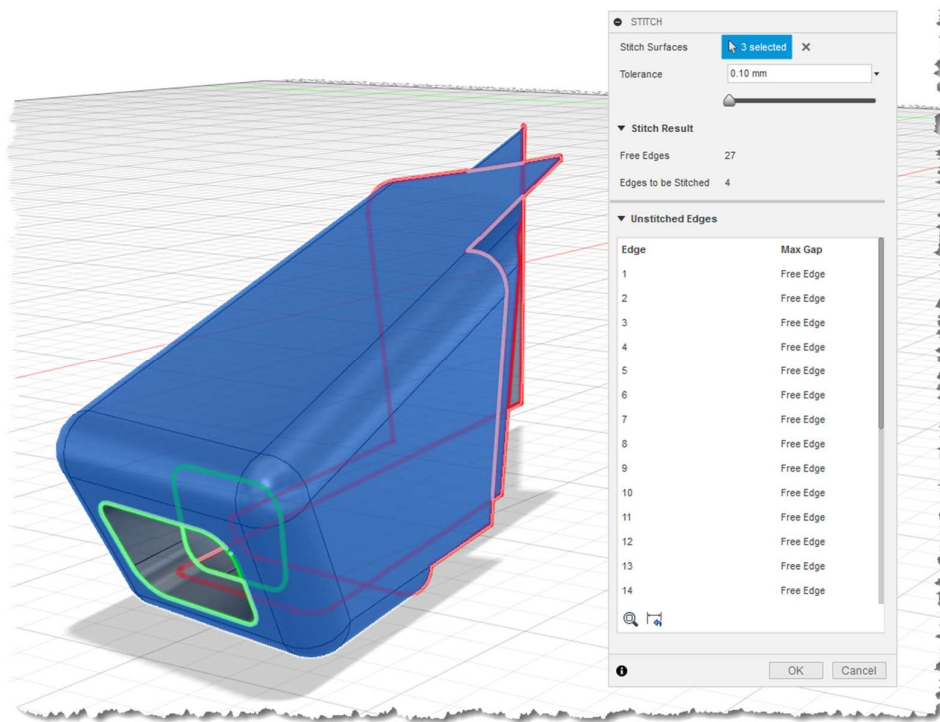 STITCH
Stitch Surfaces 3 selected
Tolerance 0.10 mm
Stitch Result
Free Edges 27
Edges to be Stitched 4
Unstitched Edges
Edge Max Gap
1 Free Edge
2 Free Edge
3 Free Edge
4 Free Edge
5 Free Edge
6 Free Edge
7 Free Edge
8 Free Edge
9 Free Edge
10 Free Edge
11 Free Edge
12 Free Edge
13 Free Edge
14 Free Edge
OK Cancel